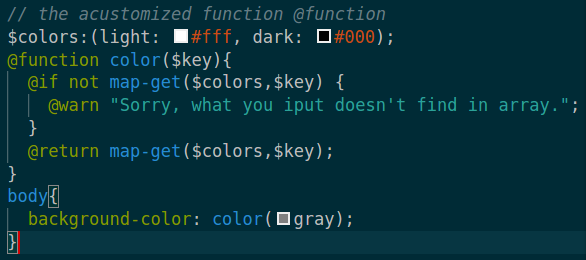 // the acustomized function @function
$colors:(light: #fff, dark: #000);
@function color($key){
@if not map-get($colors,$key) {
@warn "Sorry, what you iput doesn't find in array.";
}
@return map-get($colors,$key);
}
body{
background-color: color(gray);
}